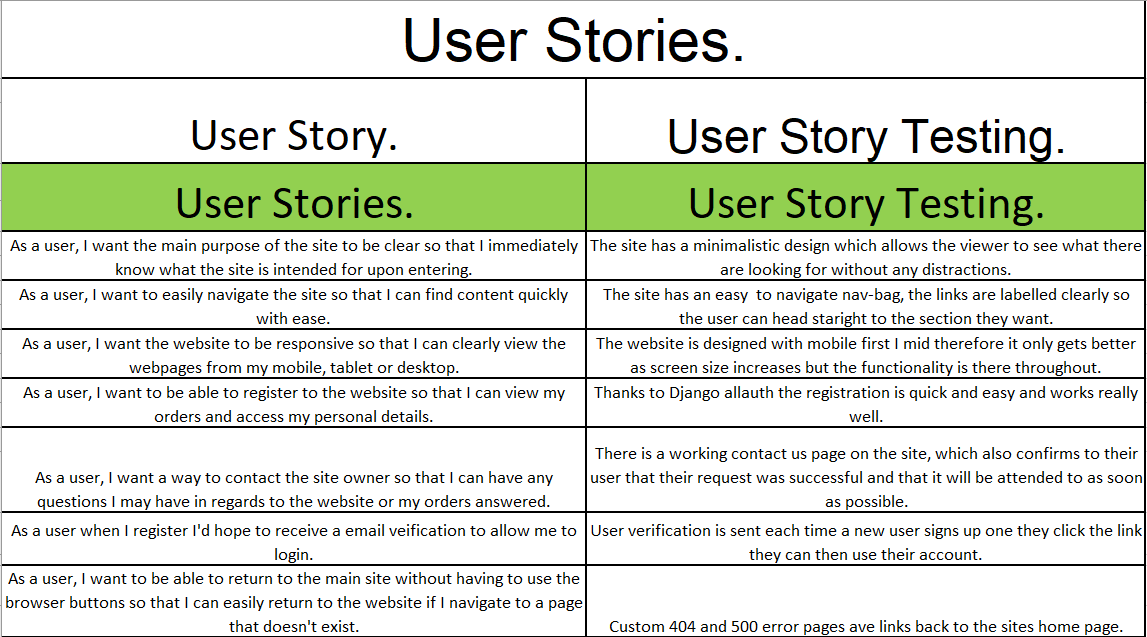 User Stories.
User Story.
User Story Testing.
User Stories.
User Story Testing.
As a user, I want the main purpose of the site to be clear so that I immediately
know what the site is intended for upon entering.
The site has a minimalistic design which allows the viewer to see what there
are looking for without any distractions.
As a user, I want to easily navigate the site so that I can find content quickly
with ease.
The site has an easy  to navigate nav-bag, the links are labelled clearly so
the user can head staright to the section they want.
As a user, I want the website to be responsive so that I can clearly view the
webpages from my mobile, tablet or desktop.
The website is designed with mobile first I mid therefore it only gets better
as screen size increases but the functionality is there throughout.
As a user, I want to be able to register to the website so that I can view my
orders and access my personal details.
Thanks to Django allauth the registration is quick and easy and works really
well.
As a user, I want a way to contact the site owner so that I can have any
questions I may have in regards to the website or my orders answered.
There is a working contact us page on the site, which also confirms to their
user that their request was successful and that it will be attended to as soon
as possible.
As a user when I register I'd hope to receive a email veification to allow me to
login.
User verification is sent each time a new user signs up one they click the link
they can then use their account.
As a user, I want to be able to return to the main site without having to use the
browser buttons so that I can easily return to the website if I navigate to a page
that doesn't exist.
Custom 404 and 500 error pages ave links back to the sites home page.